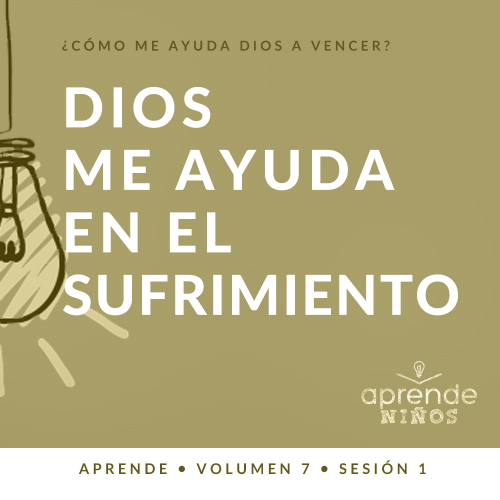 ¿CÓMO ME AYUDA DIOS A VENCER?
DIOS
ME AYUDA
EN EL
SUFRIMIENTO
aprende
NIÑOS
APRENDE • VOLUMEN 7 • SESIÓN 1